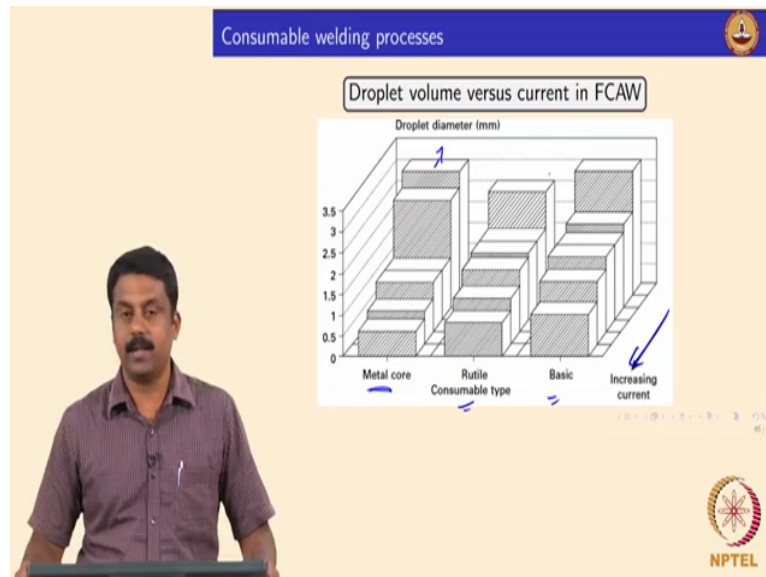 Consumable welding processes
Droplet volume versus current in FCAW
Droplet diameter (mm)
3.5
3
2.5
2
1.5
1
0.5
0
Metal core
Rutile
Basic
Consumable type
Increasing
current
NPTEL